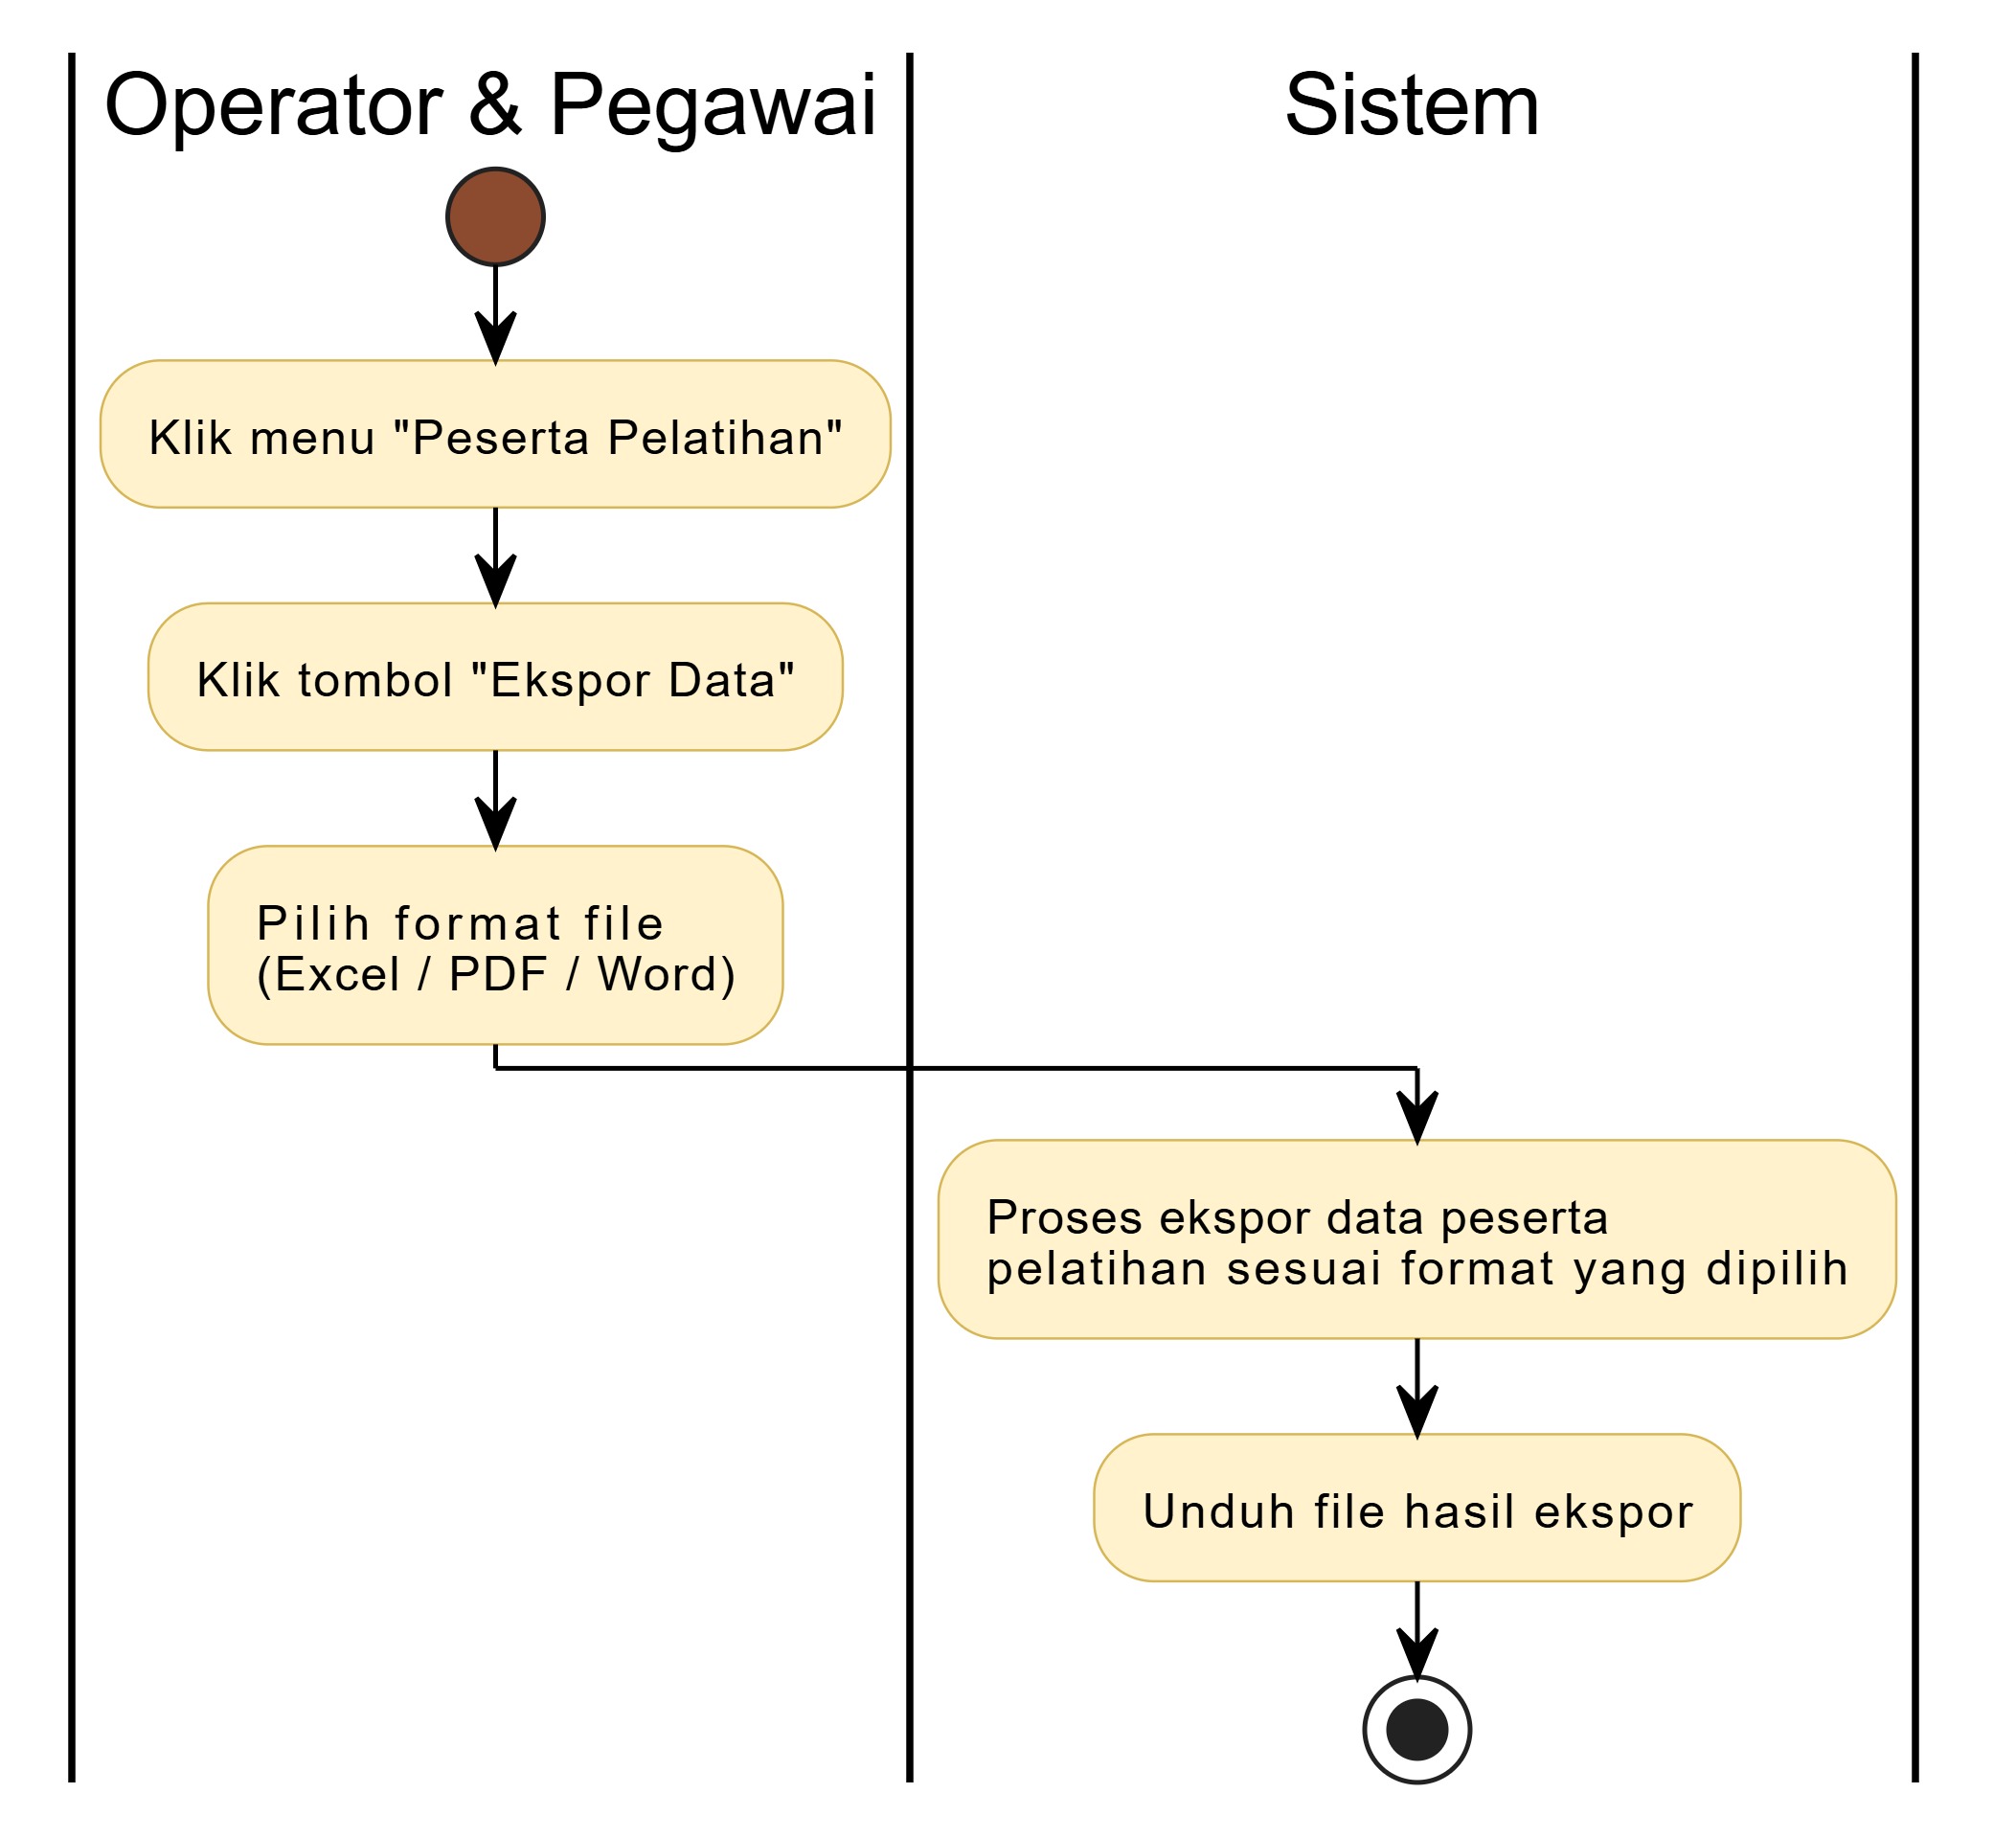 Operator & Pegawai
Sistem
Klik menu "Peserta Pelatihan"
Klik tombol "Ekspor Data"
Pilih format file
(Excel / PDF / Word)
Proses ekspor data peserta
pelatihan sesuai format yang dipilih
Unduh file hasil ekspor